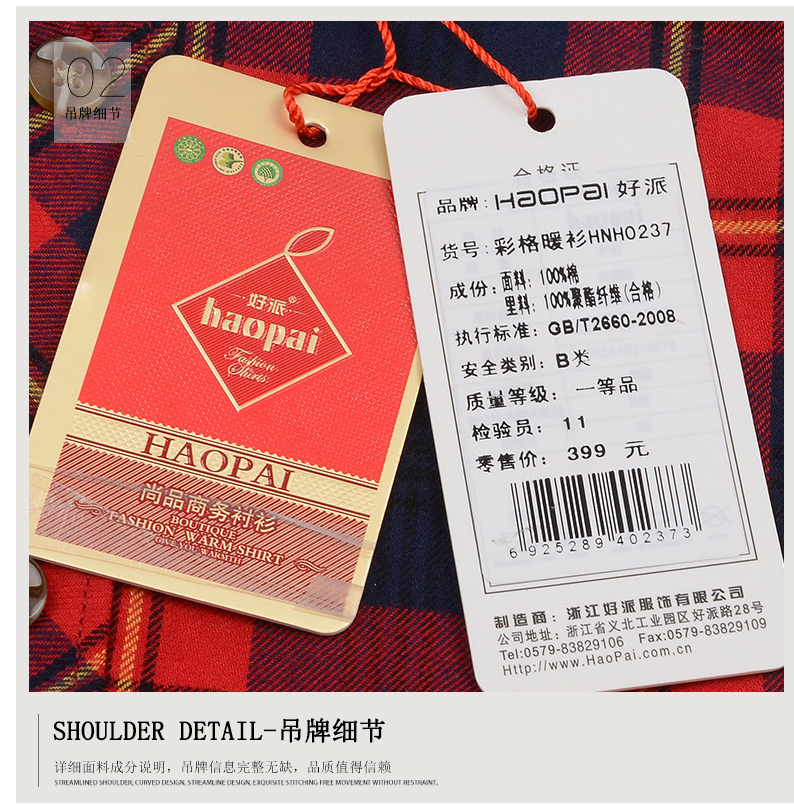 02
吊牌细节
好派®
haopai
Fashion
Shirts
HAOPAI
尚品商务衬衫
BOUTIQUE
FASHION WARM SHIRT
GIVE YOU WARMTH
合格证
品牌: HAOPAI 好派
货号: 彩格暖衫HNH0237
成份: 面料: 100%棉
里料: 100%聚酯纤维(合格)
执行标准: GB/T2660-2008
安全类别: B类
质量等级: 一等品
检验员: 11
零售价: 399 元
6 925289 402373
制造商: 浙江好派服饰有限公司
公司地址: 浙江省义北工业园区好派路28号
Tel:0579-83829106 Fax:0579-83829109
Http://www.HaoPai.com.cn
SHOULDER DETAIL-吊牌细节
详细面料成分说明，吊牌信息完整无缺，品质值得信赖
STREAMLINED SHOULDER, CURVED DESIGN, STREAMLINE DESIGN, EXQUISITE STITCHING FREE MOVEMENT WITHOUT RESTRAINT.